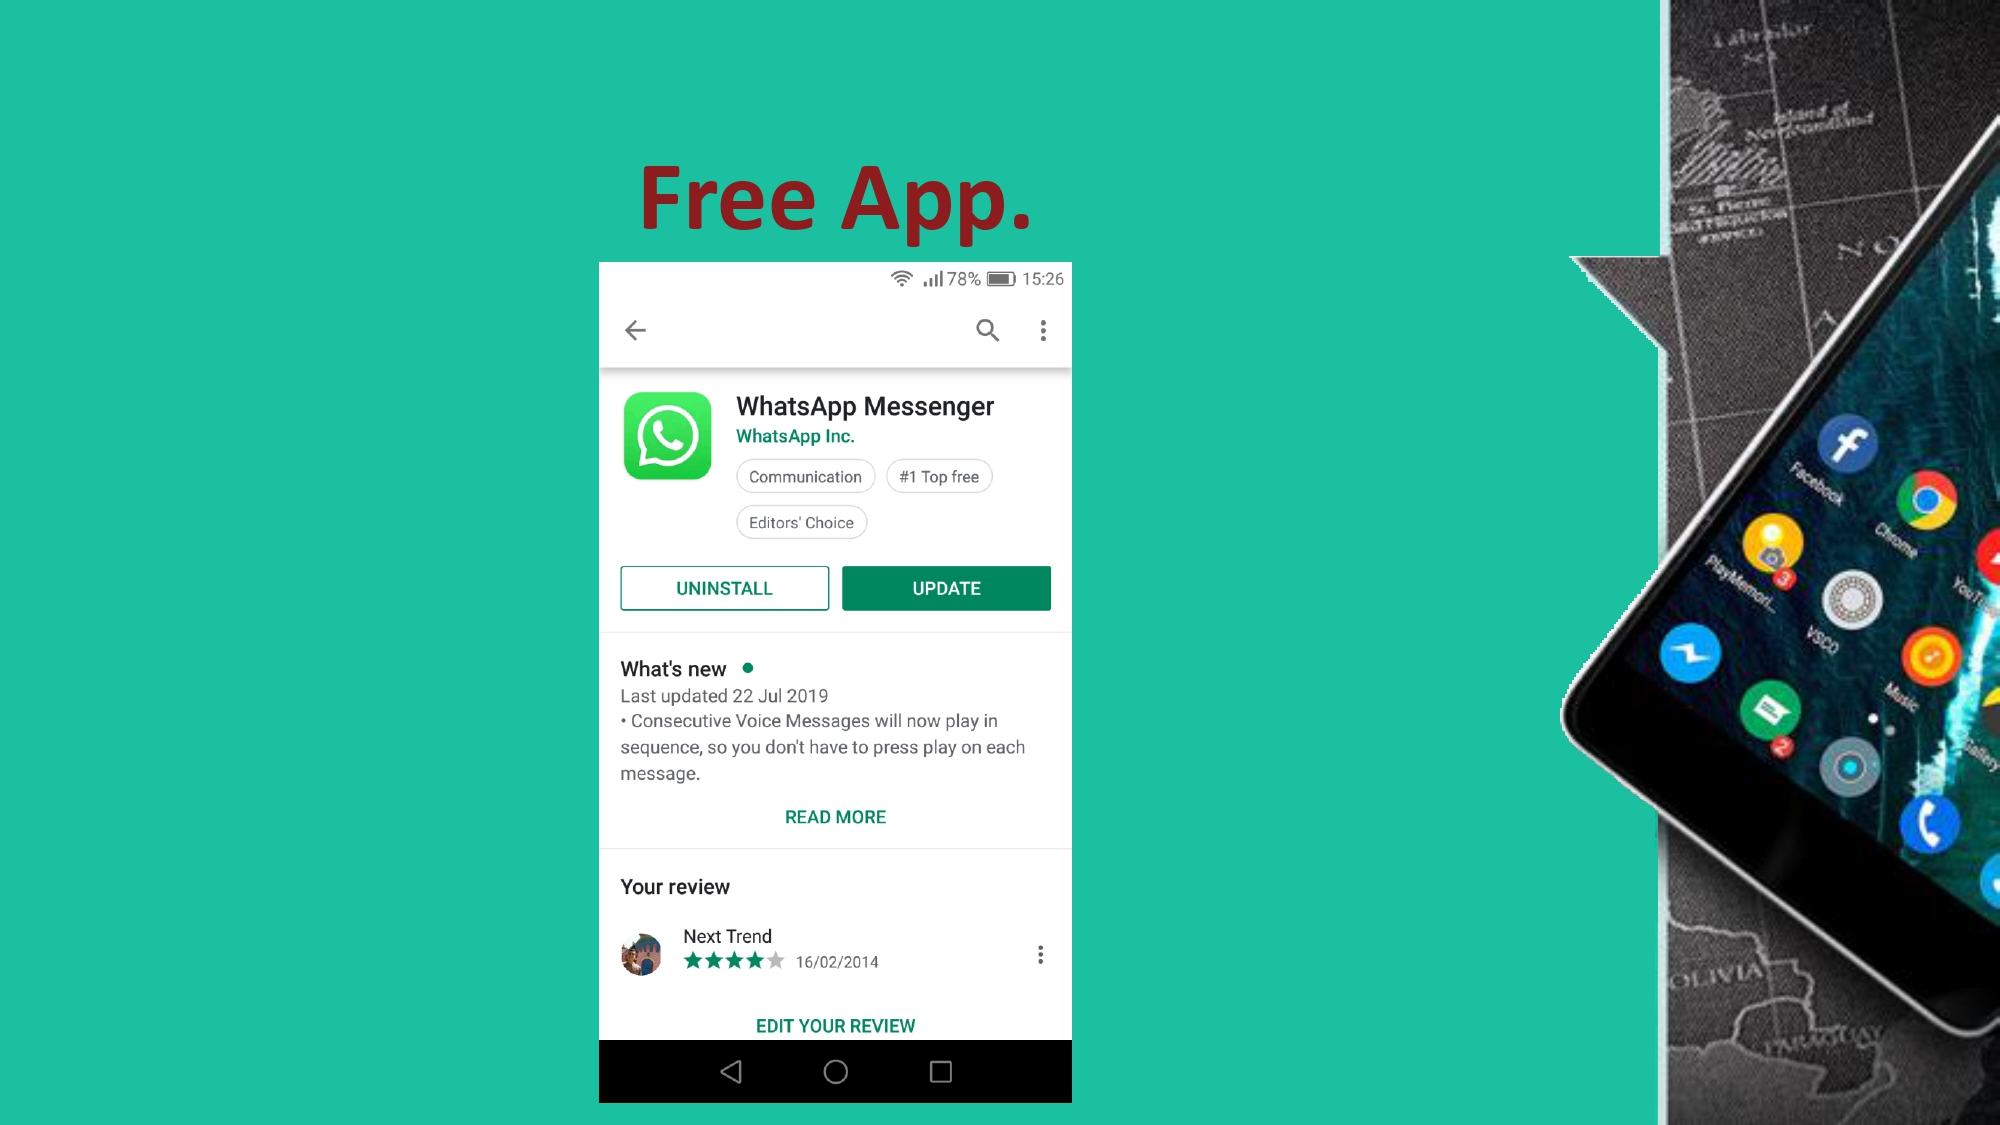 Free App.
78% 15:26
WhatsApp Messenger
WhatsApp Inc.
Communication
#1 Top free
Editors' Choice
UNINSTALL
UPDATE
What's new
Last updated 22 Jul 2019
• Consecutive Voice Messages will now play in
sequence, so you don't have to press play on each
message.
READ MORE
Your review
Next Trend
16/02/2014
EDIT YOUR REVIEW
Labrador
Island of
Newfoundland
St. Pierre
Facebook
Chrome
PlayMemori...
3
VSCO
Music
Gallery
2
OLIVIA
PARAGUAY